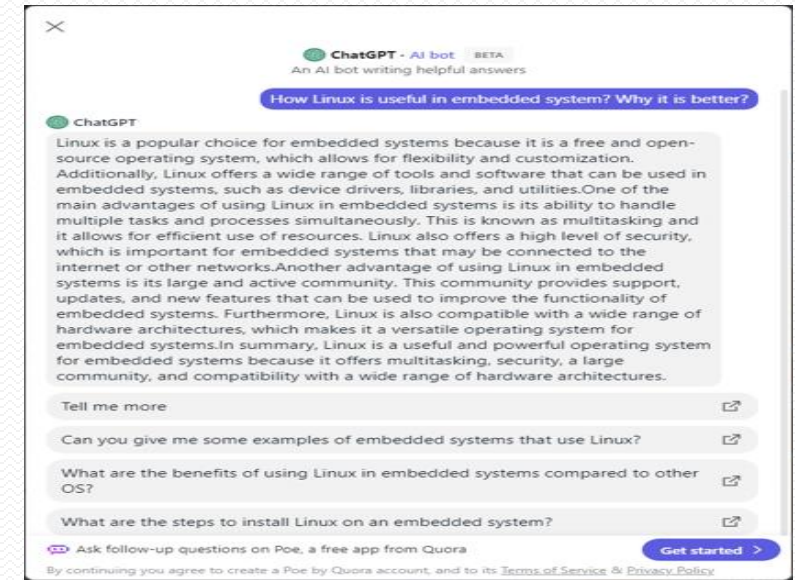 ChatGPT - AI bot BETA
An AI bot writing helpful answers
How Linux is useful in embedded system? Why it is better?
ChatGPT
Linux is a popular choice for embedded systems because it is a free and open-
source operating system, which allows for flexibility and customization.
Additionally, Linux offers a wide range of tools and software that can be used in
embedded systems, such as device drivers, libraries, and utilities.One of the
main advantages of using Linux in embedded systems is its ability to handle
multiple tasks and processes simultaneously. This is known as multitasking and
it allows for efficient use of resources. Linux also offers a high level of security,
which is important for embedded systems that may be connected to the
internet or other networks.Another advantage of using Linux in embedded
systems is its large and active community. This community provides support,
updates, and new features that can be used to improve the functionality of
embedded systems. Furthermore, Linux is also compatible with a wide range of
hardware architectures, which makes it a versatile operating system for
embedded systems.In summary, Linux is a useful and powerful operating system
for embedded systems because it offers multitasking, security, a large
community, and compatibility with a wide range of hardware architectures.
Tell me more
Can you give me some examples of embedded systems that use Linux?
What are the benefits of using Linux in embedded systems compared to other
OS?
What are the steps to install Linux on an embedded system?
Ask follow-up questions on Poe, a free app from Quora
Get started >
By continuing you agree to create a Poe by Quora account, and to its Terms of Service & Privacy Policy